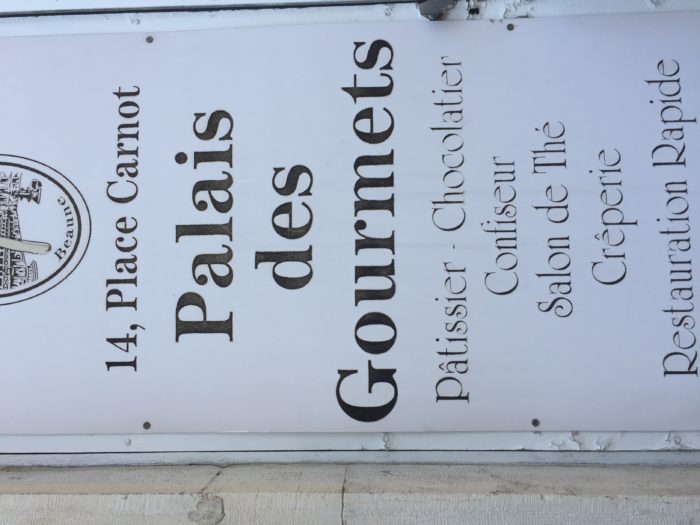 Beaune
14, Place Carnot
Palais
des
Gourmets
Pâtissier - Chocolatier
Confiseur
Salon de Thé
Crêperie
Restauration Rapide